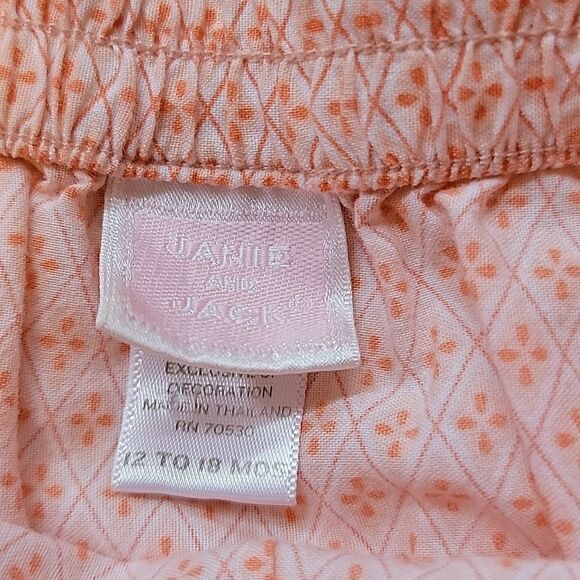 JANIE
AND
JACK
EXCLUSIVE OF
DECORATION
MADE IN THAILAND
RN 70530
12 TO 18 MOS